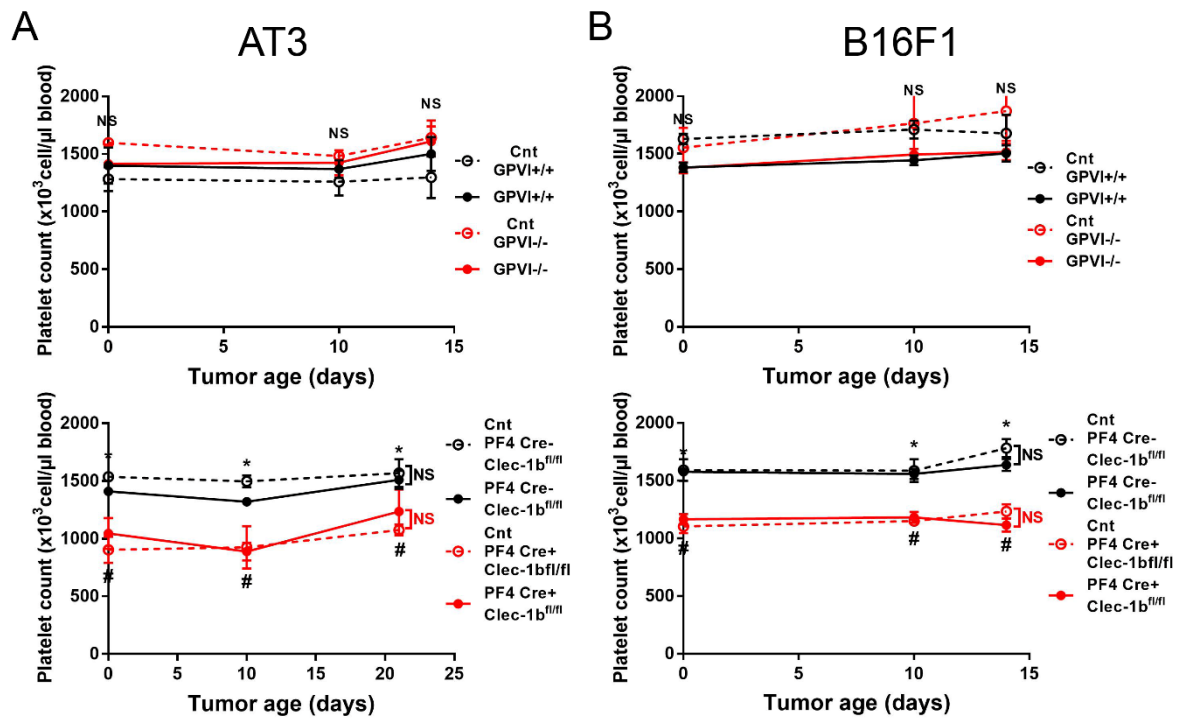 A
AT3
B
B16F1
Platelet count (x10³cell/µl blood)
2000
1500
1000
500
0
NS
NS
NS
0
5
10
15
Tumor age (days)
Cnt
GPVI+/+
GPVI+/+
Cnt
GPVI-/-
GPVI-/-
Platelet count (x10³cell/µl blood)
2000
1500
1000
500
0
NS
NS
NS
0
5
10
15
Tumor age (days)
Cnt
GPVI+/+
GPVI+/+
Cnt
GPVI-/-
GPVI-/-
Platelet count (x10³cell/µl blood)
2000
1500
1000
500
0
*
*
*
NS
NS
#
#
#
0
5
10
15
20
25
Tumor age (days)
Cnt
PF4 Cre-
Clec-1bfl/fl
PF4 Cre-
Clec-1bfl/fl
Cnt
PF4 Cre+
Clec-1bfl/fl
PF4 Cre+
Clec-1bfl/fl
Platelet count (x10³cell/µl blood)
2000
1500
1000
500
0
*
*
*
NS
NS
#
#
#
0
5
10
15
Tumor age (days)
Cnt
PF4 Cre-
Clec-1bfl/fl
PF4 Cre-
Clec-1bfl/fl
Cnt
PF4 Cre+
Clec-1bfl/fl
PF4 Cre+
Clec-1bfl/fl